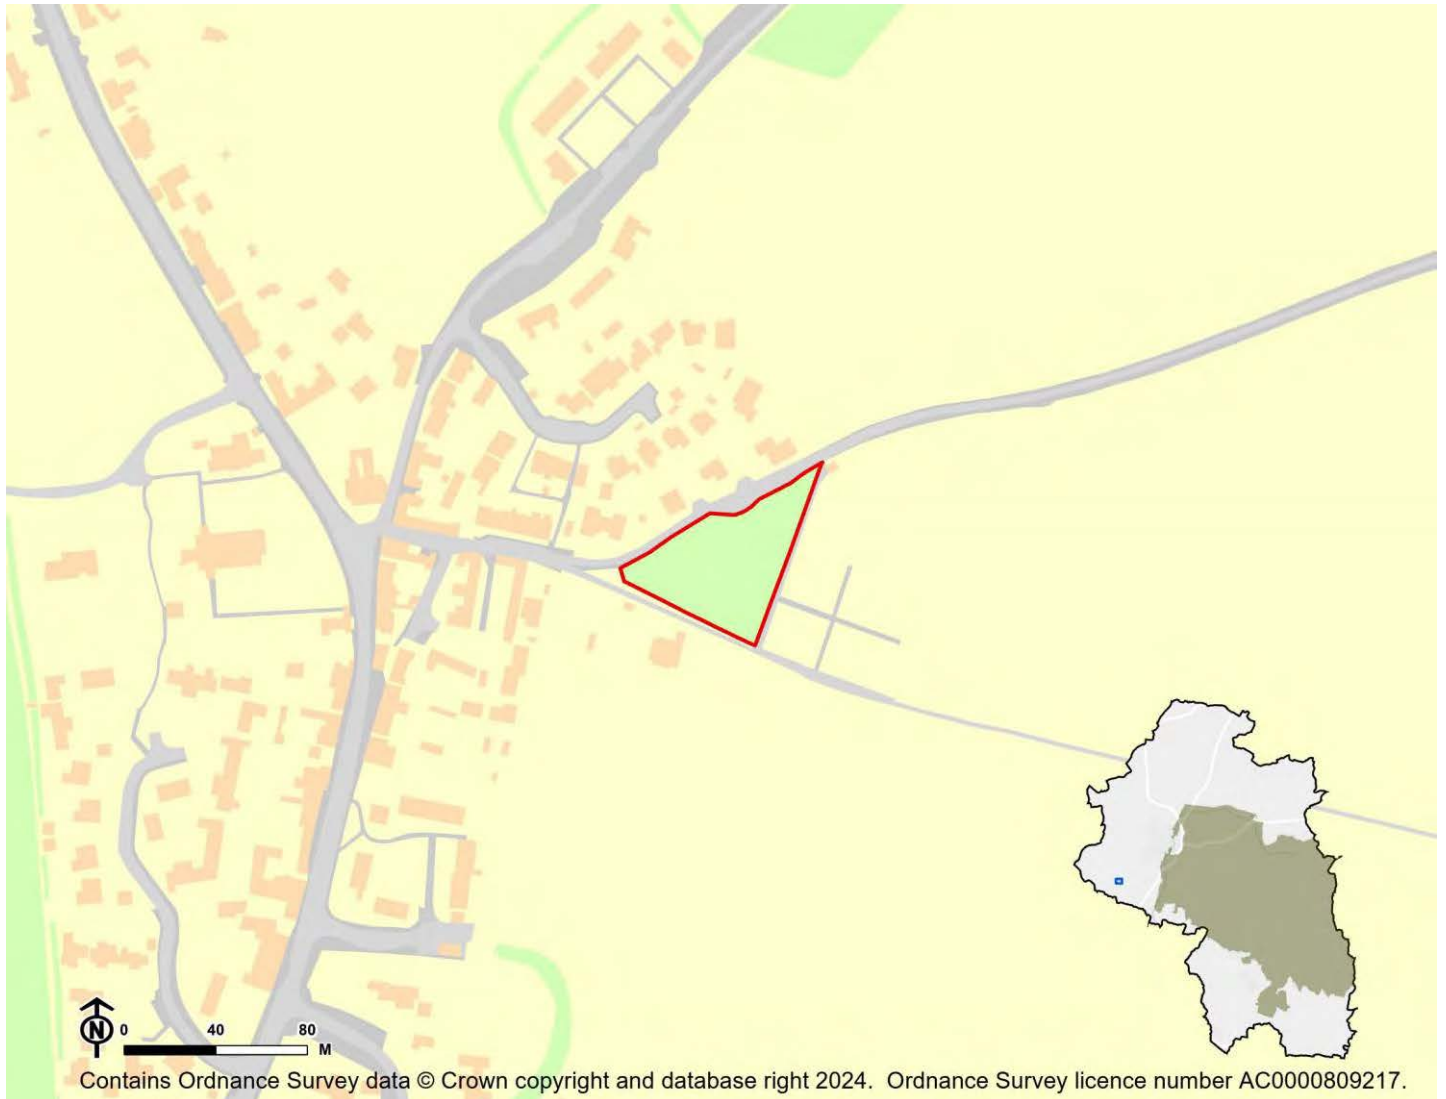 N
0 40 80
M
Contains Ordnance Survey data © Crown copyright and database right 2024. Ordnance Survey licence number AC0000809217.